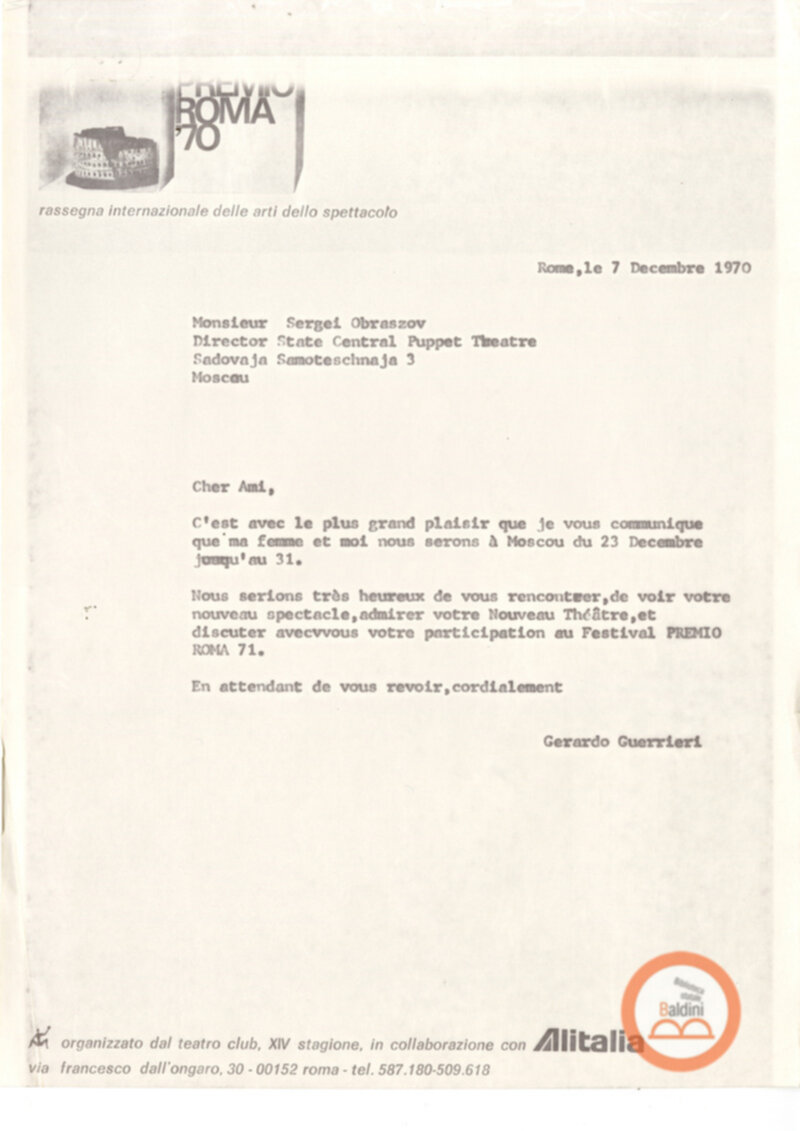 PREMIO
ROMA
'70
rassegna internazionale delle arti dello spettacolo
Rome,le 7 Decembre 1970
Monsieur Sergei Obraszov
Director State Central Puppet Theatre
Sadovaja Samoteschnaja 3
Moscou
Cher Ami,
C'est avec le plus grand plaisir que je vous communique
que ma femme et moi nous serons à Moscou du 23 Decembre
jusqu'au 31.
Nous serions très heureux de vous rencontrer,de voir votre
nouveau spectacle,admirer votre Nouveau Théâtre,et
discuter avecvvous votre participation au Festival PREMIO
ROMA 71.
En attendant de vous revoir,cordialement
Gerardo Guerrieri
Biblioteca
statale
Baldini
organizzato dal teatro club, XIV stagione, in collaborazione con Alitalia
via francesco dall'ongaro, 30 - 00152 roma - tel. 587.180-509.618